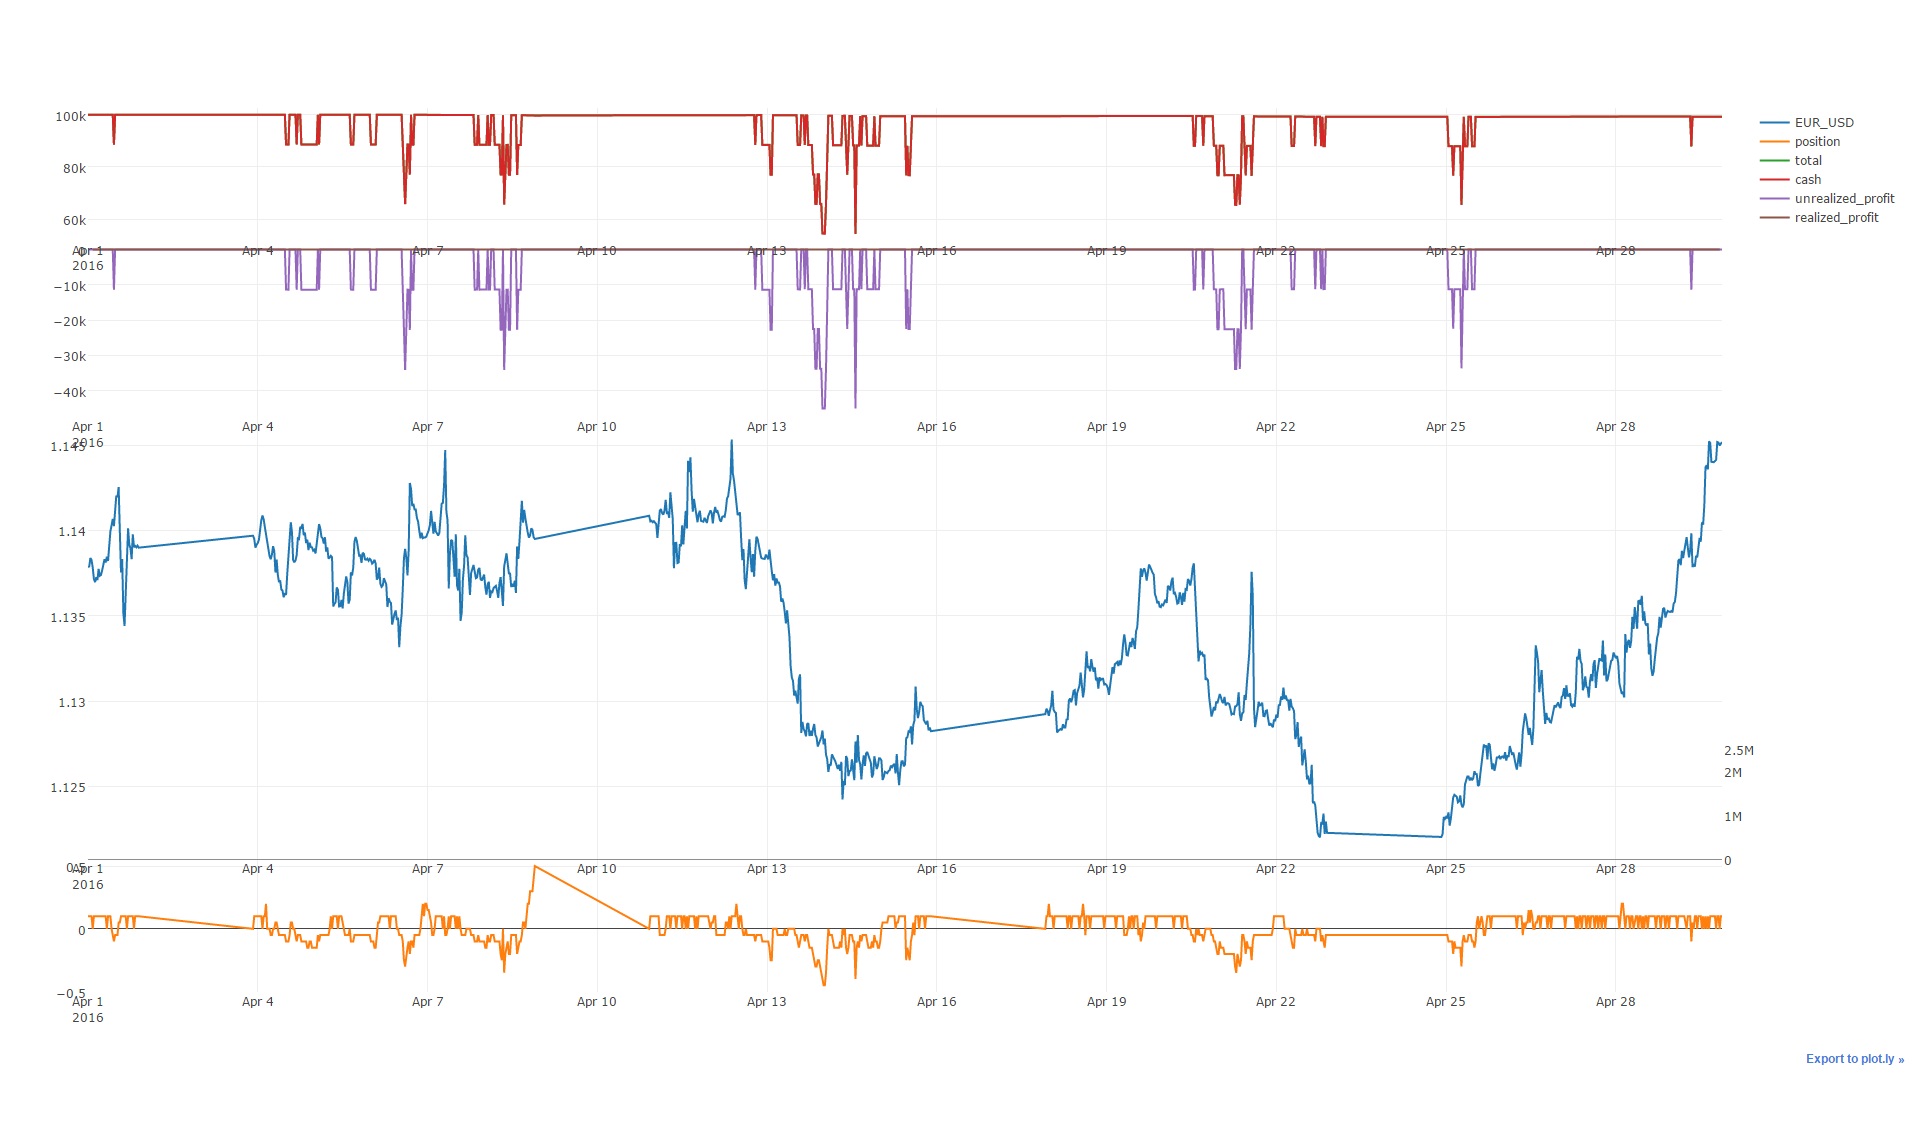 100k
80k
60k
EUR_USD
position
total
cash
unrealized_profit
realized_profit
0
Apr 1 Apr 4 Apr 7 Apr 10 Apr 13 Apr 16 Apr 19 Apr 22 Apr 25 Apr 28
2016
−10k
−20k
−30k
−40k
Apr 1 Apr 4 Apr 7 Apr 10 Apr 13 Apr 16 Apr 19 Apr 22 Apr 25 Apr 28
2016
1.145
1.14
1.135
1.13
1.125
2.5M
2M
1M
0
0.5
Apr 1 Apr 4 Apr 7 Apr 10 Apr 13 Apr 16 Apr 19 Apr 22 Apr 25 Apr 28
2016
0
−0.5
Apr 1 Apr 4 Apr 7 Apr 10 Apr 13 Apr 16 Apr 19 Apr 22 Apr 25 Apr 28
2016
Export to plot.ly »